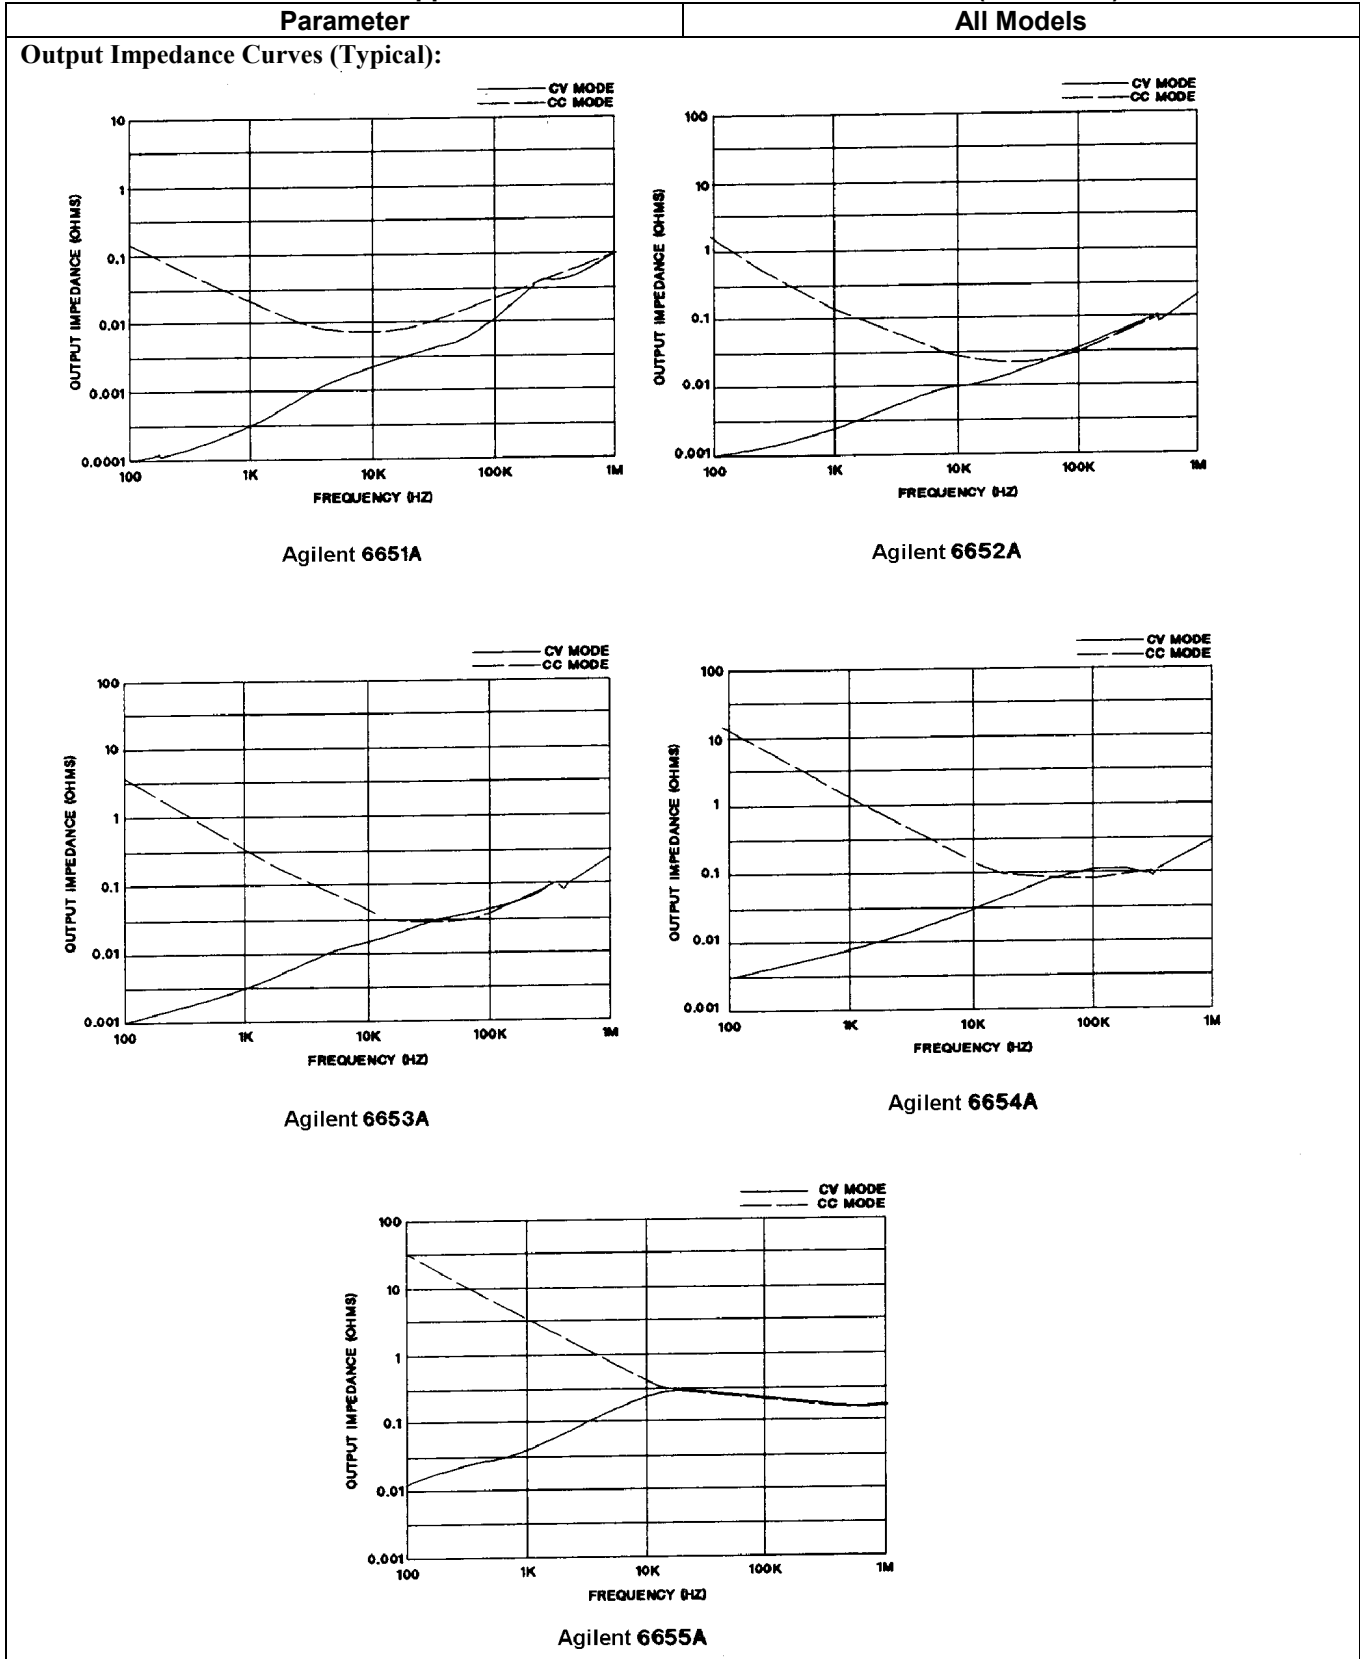 Parameter All Models
Output Impedance Curves (Typical):
CV MODE
CC MODE
10
1
0.1
0.01
0.001
0.0001
OUTPUT IMPEDANCE (OHMS)
100 1K 10K 100K 1M
FREQUENCY (HZ)
Agilent 6651A
CV MODE
CC MODE
100
10
1
0.1
0.01
0.001
OUTPUT IMPEDANCE (OHMS)
100 1K 10K 100K 1M
FREQUENCY (HZ)
Agilent 6652A
CV MODE
CC MODE
100
10
1
0.1
0.01
0.001
OUTPUT IMPEDANCE (OHMS)
100 1K 10K 100K 1M
FREQUENCY (HZ)
Agilent 6653A
CV MODE
CC MODE
100
10
1
0.1
0.01
0.001
OUTPUT IMPEDANCE (OHMS)
100 1K 10K 100K 1M
FREQUENCY (HZ)
Agilent 6654A
CV MODE
CC MODE
100
10
1
0.1
0.01
0.001
OUTPUT IMPEDANCE (OHMS)
100 1K 10K 100K 1M
FREQUENCY (HZ)
Agilent 6655A